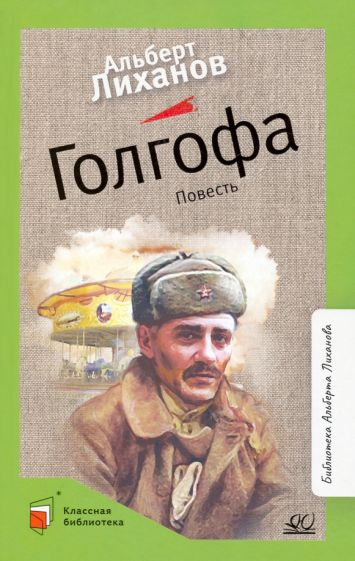 Альберт
Лиханов
Голгофа
Повесть
Библиотека Альберта Лиханова
*
Классная
библиотека